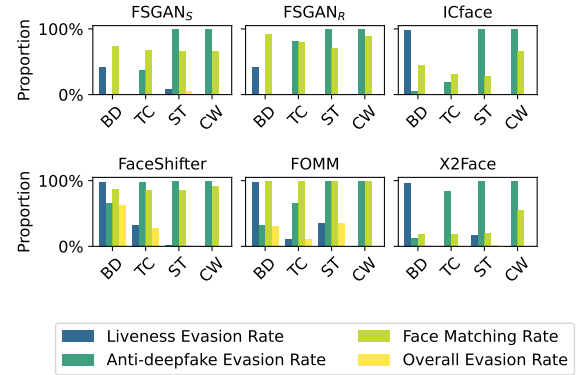 FSGANS FSGANR ICface
Proportion
100%
0%
BD TC ST CW BD TC ST CW BD TC ST CW
FaceShifter FOMM X2Face
Proportion
100%
0%
BD TC ST CW BD TC ST CW BD TC ST CW
Liveness Evasion Rate Face Matching Rate
Anti-deepfake Evasion Rate Overall Evasion Rate